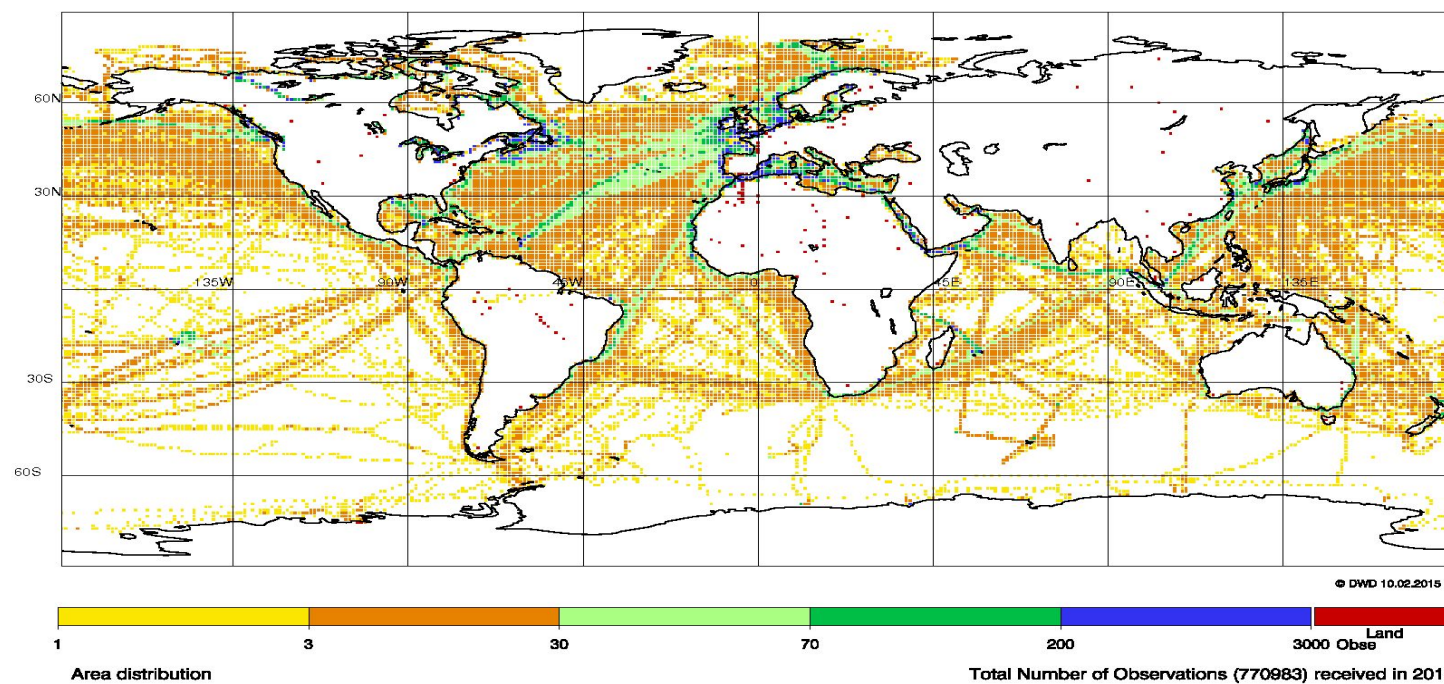 60N
30N
135W 90W 45W 0 45E 90E 135E
30S
60S
© DWD 10.02.2015
1 3 30 70 200 3000 Land
Obse
Area distribution Total Number of Observations (770983) received in 201